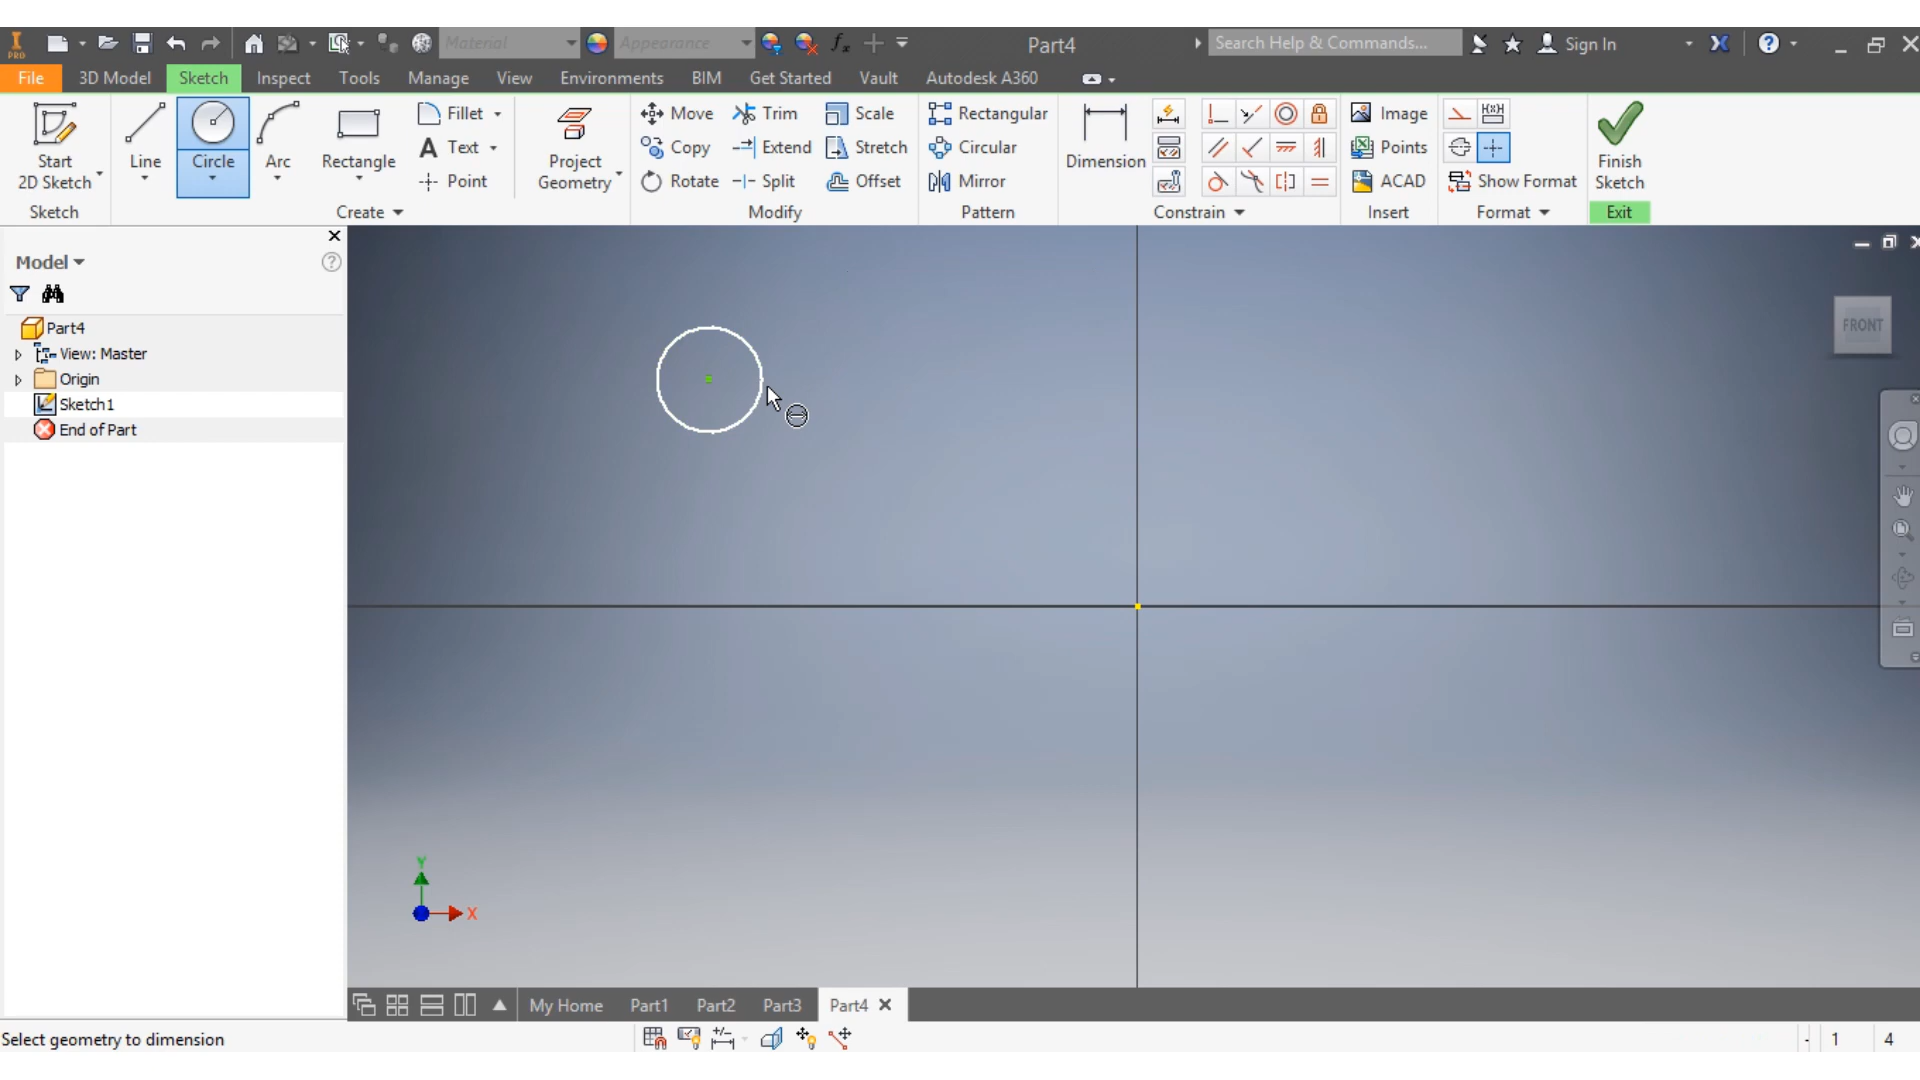 PRO
Material
Appearance
fx
Part4
Search Help & Commands...
Sign In
File
3D Model
Sketch
Inspect
Tools
Manage
View
Environments
BIM
Get Started
Vault
Autodesk A360
Start
2D Sketch
Line
Circle
Arc
Rectangle
Fillet
Text
Point
Project
Geometry
Move
Copy
Rotate
Trim
Extend
Split
Scale
Stretch
Offset
Rectangular
Circular
Mirror
Dimension
Image
Points
ACAD
Show Format
Finish
Sketch
Sketch
Create
Modify
Pattern
Constrain
Insert
Format
Exit
Model
Part4
View: Master
Origin
Sketch1
End of Part
FRONT
Y
X
My Home
Part1
Part2
Part3
Part4
Select geometry to dimension
1
4